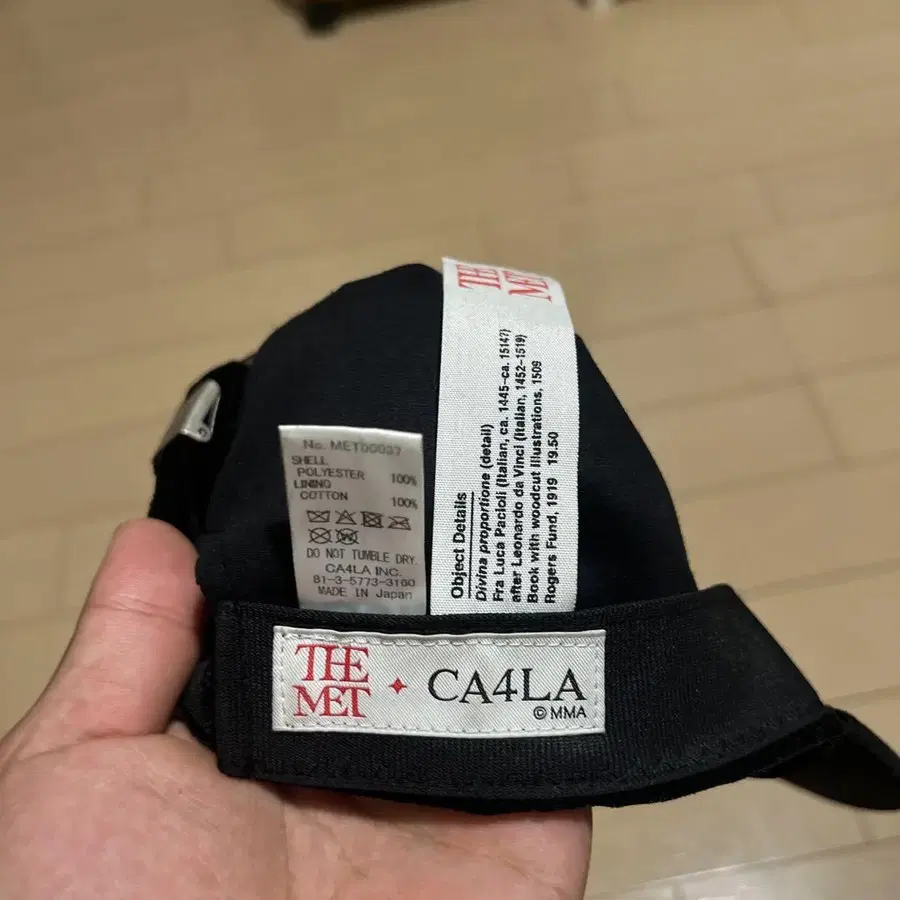 THE
MET
Object Details
Divina proportione (detail)
Fra Luca Pacioli (Italian, ca. 1445–ca. 1514?)
after Leonardo da Vinci (Italian, 1452–1519)
Book with woodcut illustrations, 1509
Rogers Fund, 1919 19.50
No. MET00037
SHELL
POLYESTER 100%
LINING
COTTON 100%
DO NOT TUMBLE DRY.
CA4LA INC.
81-3-5773-3160
MADE IN Japan
THE
MET
CA4LA
© MMA